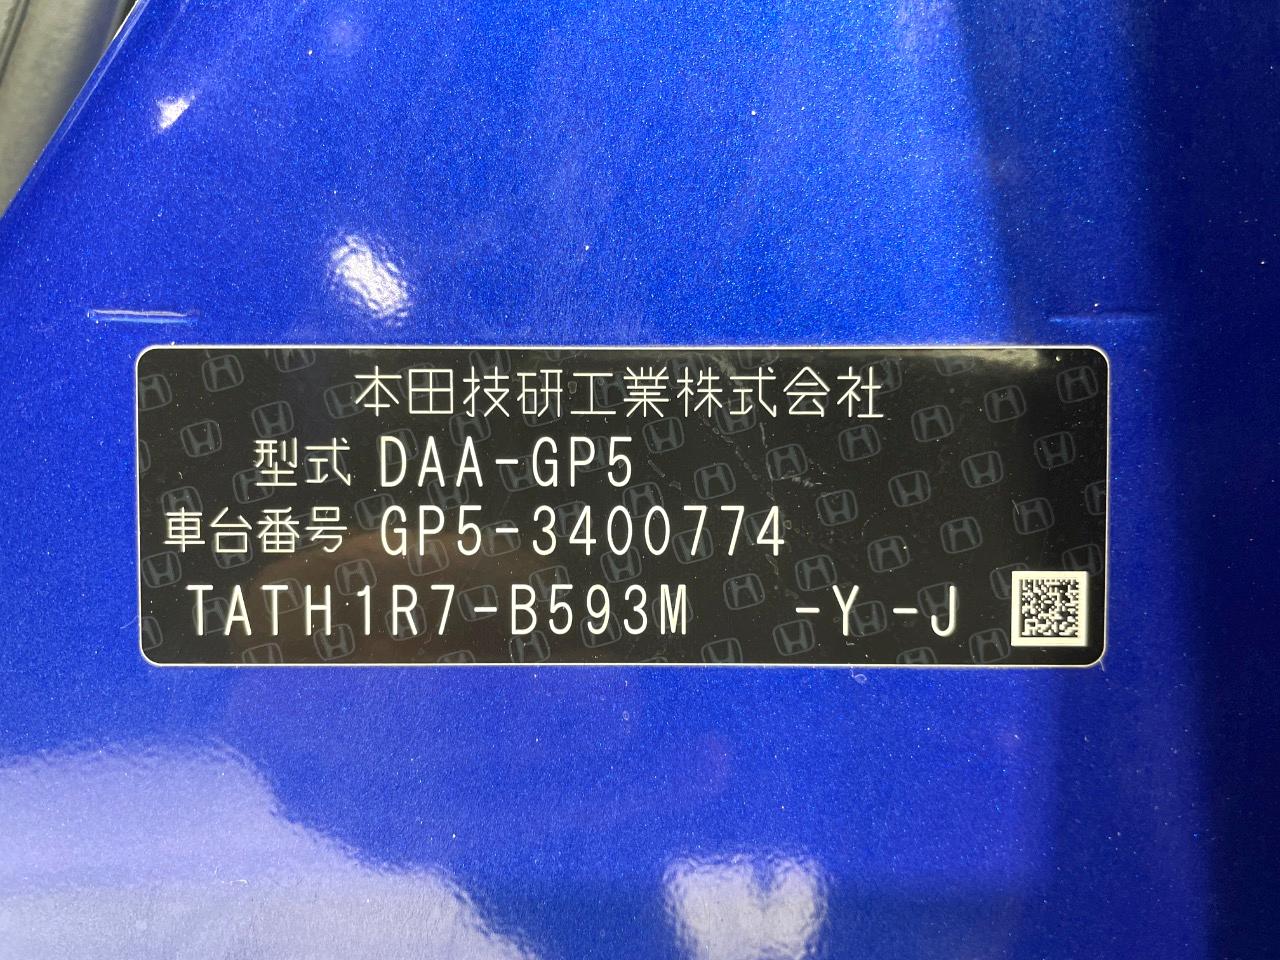 本田技研工業株式会社
型式 DAA-GP5
車台番号 GP5-3400774
TATH1R7-B593M -Y -J